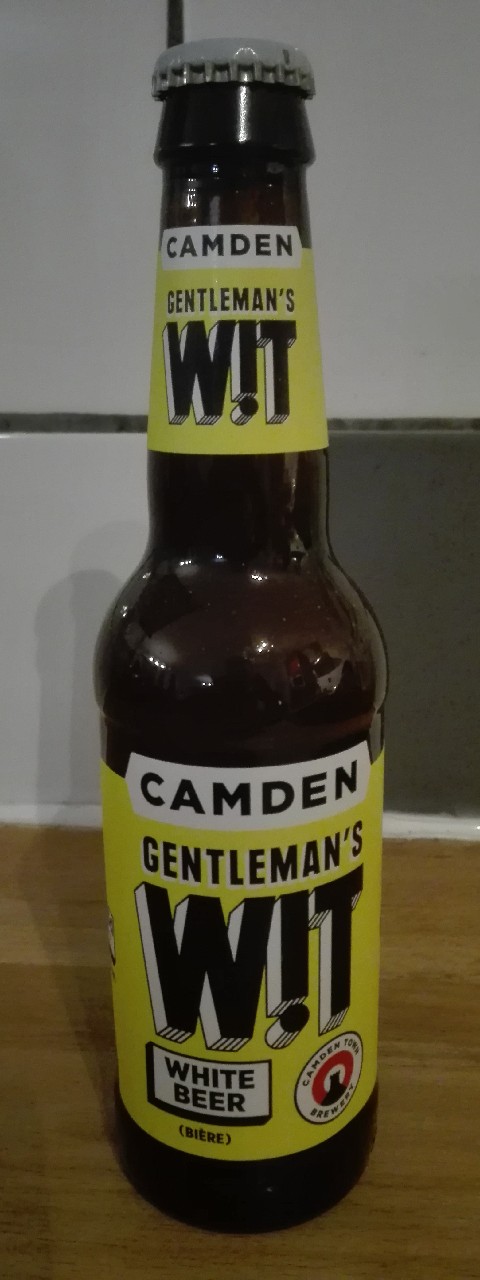 CAMDEN
GENTLEMAN'S
W!T
CAMDEN
GENTLEMAN'S
W!T
WHITE
BEER
(BIÈRE)
CAMDEN TOWN
BREWERY